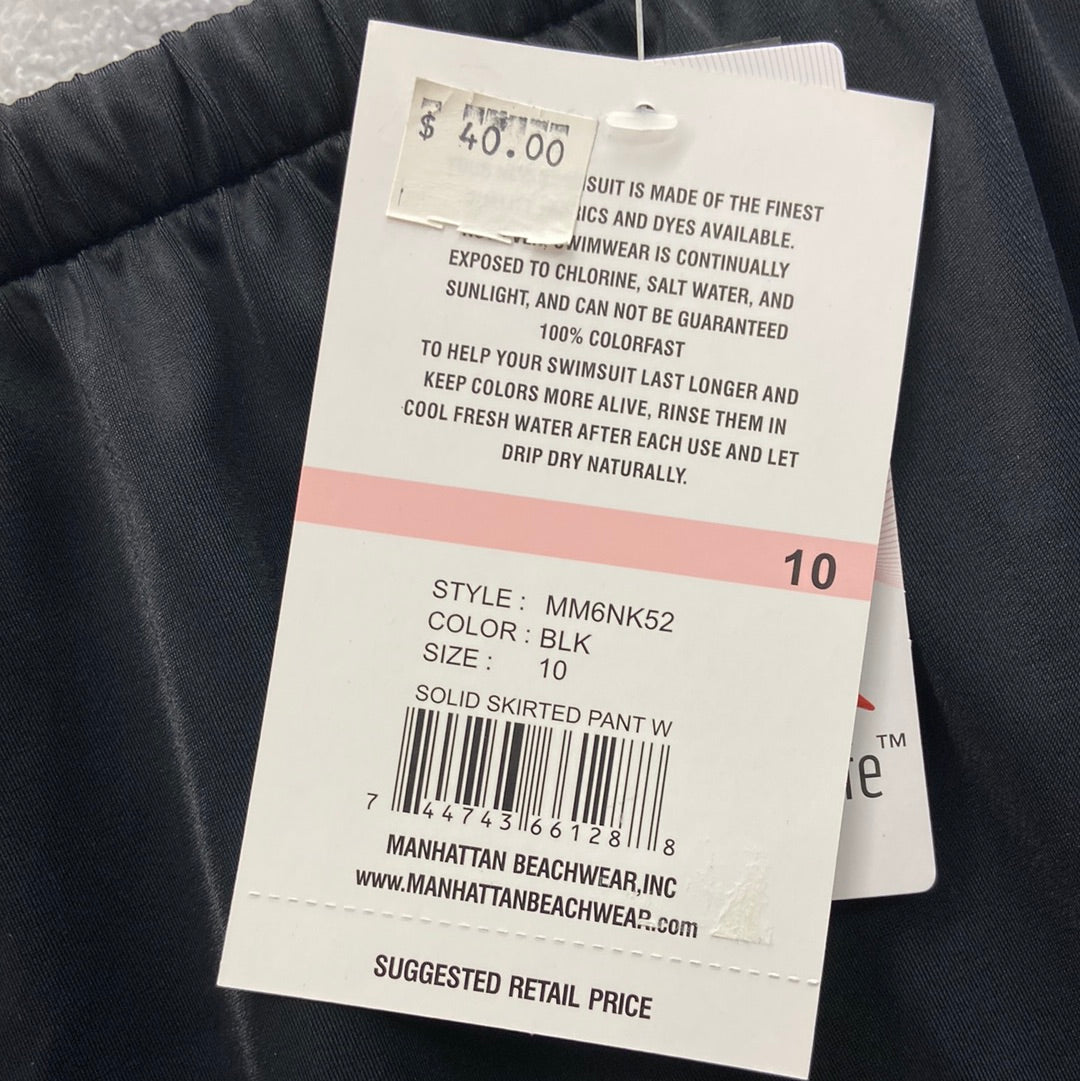 $ 40.00
SUIT IS MADE OF THE FINEST
RICS AND DYES AVAILABLE.
SWIMWEAR IS CONTINUALLY
EXPOSED TO CHLORINE, SALT WATER, AND
SUNLIGHT, AND CAN NOT BE GUARANTEED
100% COLORFAST
TO HELP YOUR SWIMSUIT LAST LONGER AND
KEEP COLORS MORE ALIVE, RINSE THEM IN
COOL FRESH WATER AFTER EACH USE AND LET
DRIP DRY NATURALLY.
10
STYLE : MM6NK52
COLOR : BLK
SIZE : 10
SOLID SKIRTED PANT W
7 44743 66128 8
MANHATTAN BEACHWEAR,INC
www.MANHATTANBEACHWEAR.com
SUGGESTED RETAIL PRICE
TM